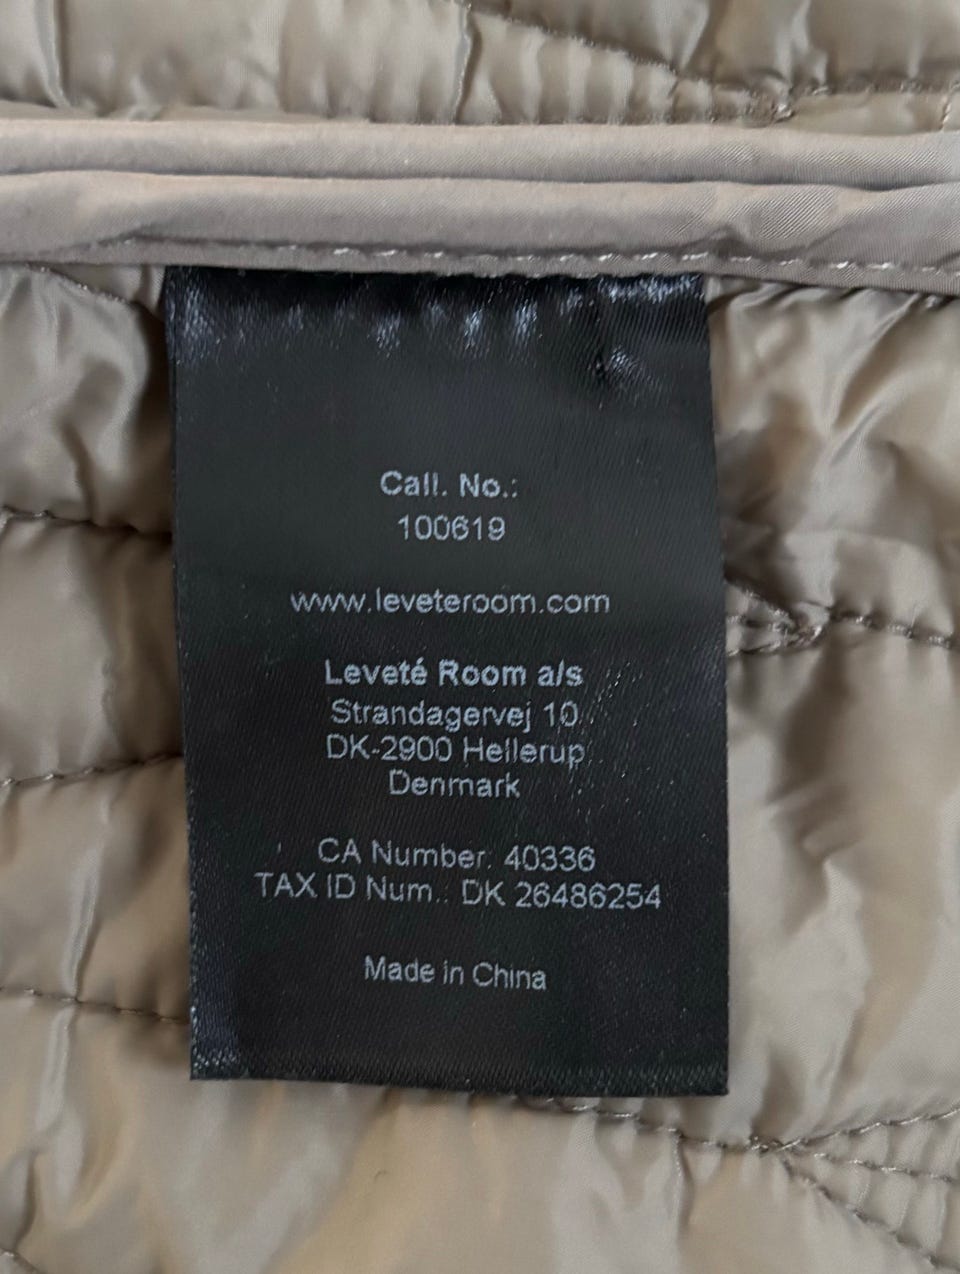 Call. No.:
100619
www.leveteroom.com
Leveté Room a/s
Strandagervej 10
DK-2900 Hellerup
Denmark
CA Number: 40336
TAX ID Num.: DK 26486254
Made in China